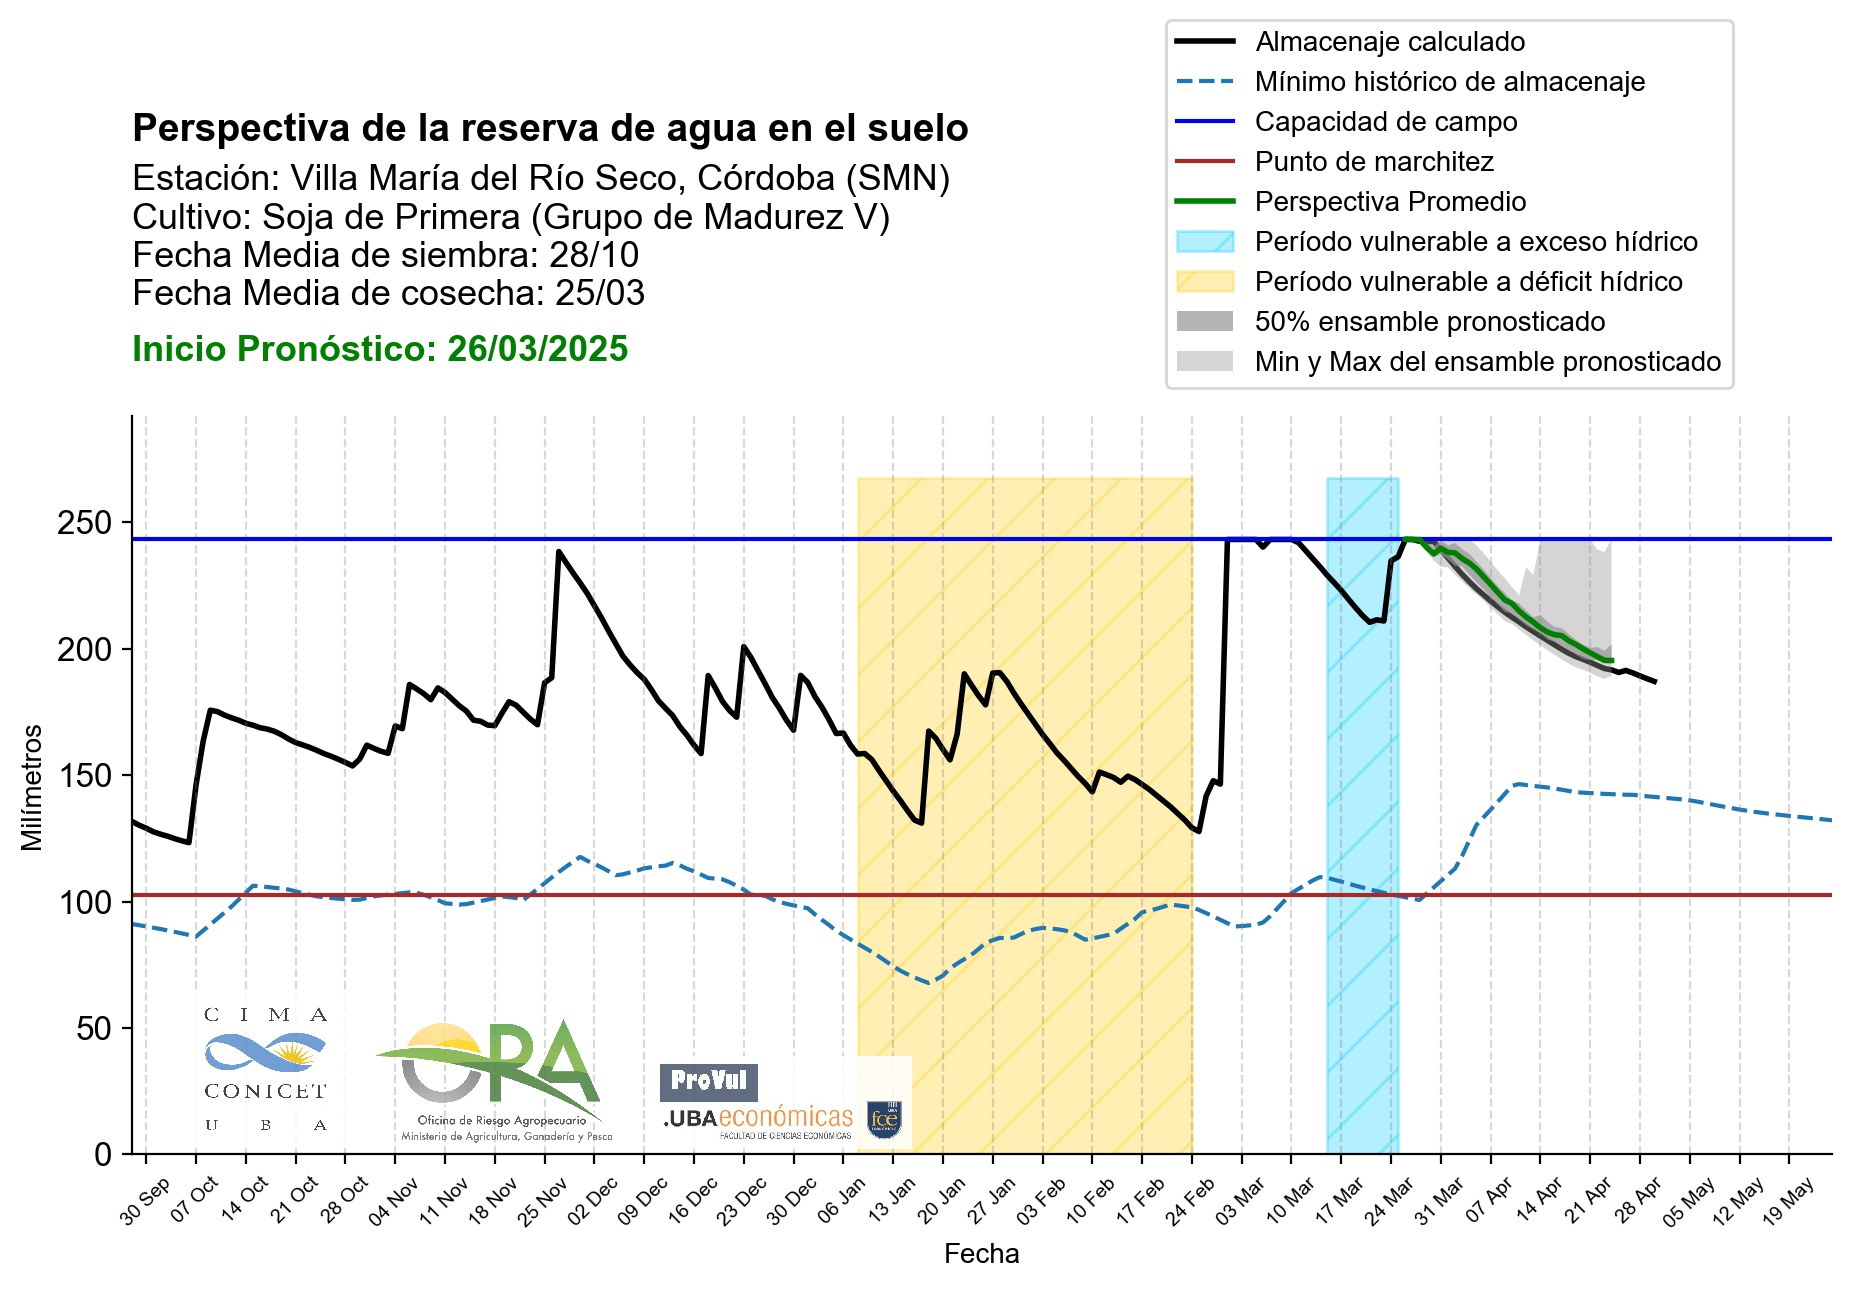 Almacenaje calculado
Mínimo histórico de almacenaje
Capacidad de campo
Punto de marchitez
Perspectiva Promedio
Período vulnerable a exceso hídrico
Período vulnerable a déficit hídrico
50% ensamble pronosticado
Min y Max del ensamble pronosticado
Perspectiva de la reserva de agua en el suelo
Estación: Villa María del Río Seco, Córdoba (SMN)
Cultivo: Soja de Primera (Grupo de Madurez V)
Fecha Media de siembra: 28/10
Fecha Media de cosecha: 25/03
Inicio Pronóstico: 26/03/2025
Milímetros
250
200
150
100
50
0
CIMA
CONICET
UBA
ORA
Oficina de Riesgo Agropecuario
Ministerio de Agricultura, Ganadería y Pesca
ProVul
.UBAeconómicas
FACULTAD DE CIENCIAS ECONÓMICAS
fce
30 Sep
07 Oct
14 Oct
21 Oct
28 Oct
04 Nov
11 Nov
18 Nov
25 Nov
02 Dec
09 Dec
16 Dec
23 Dec
30 Dec
06 Jan
13 Jan
20 Jan
27 Jan
03 Feb
10 Feb
17 Feb
24 Feb
03 Mar
10 Mar
17 Mar
24 Mar
31 Mar
07 Apr
14 Apr
21 Apr
28 Apr
05 May
12 May
19 May
Fecha